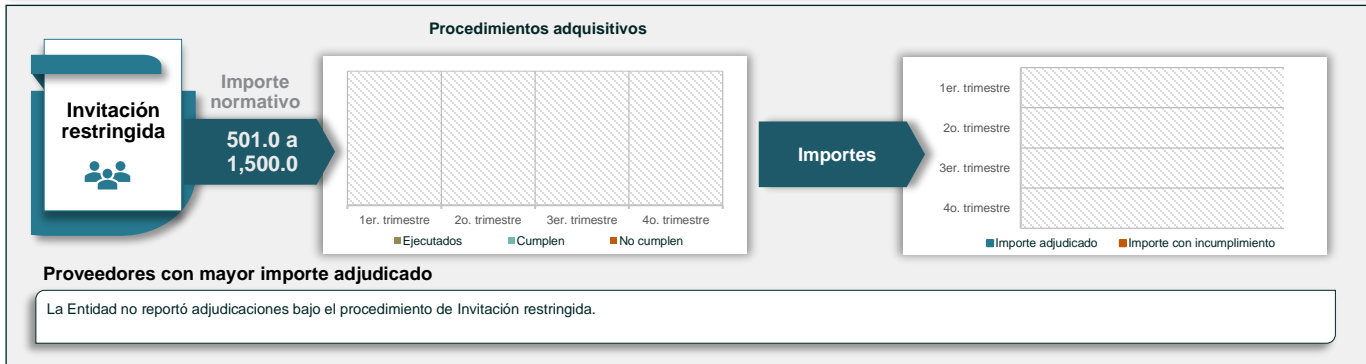 Procedimientos adquisitivos
Invitación
restringida
Importe
normativo
501.0 a
1,500.0
1er. trimestre
2o. trimestre
3er. trimestre
4o. trimestre
Ejecutados
Cumplen
No cumplen
Importes
1er. trimestre
2o. trimestre
3er. trimestre
4o. trimestre
Importe adjudicado
Importe con incumplimiento
Proveedores con mayor importe adjudicado
La Entidad no reportó adjudicaciones bajo el procedimiento de Invitación restringida.